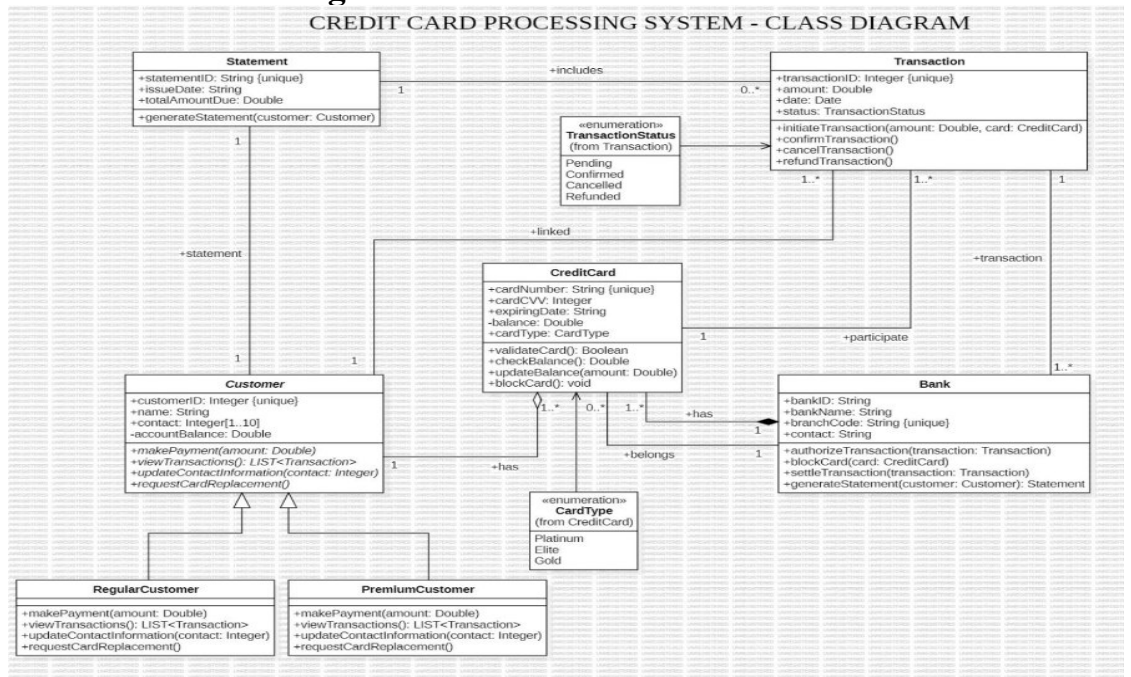 CREDIT CARD PROCESSING SYSTEM - CLASS DIAGRAM
Statement
+statementID: String {unique}
+issueDate: String
+totalAmountDue: Double
+generateStatement(customer: Customer)
1
+includes
0..*
Transaction
+transactionID: Integer {unique}
+amount: Double
+date: Date
+status: TransactionStatus
+initiateTransaction(amount: Double, card: CreditCard)
+confirmTransaction()
+cancelTransaction()
+refundTransaction()
«enumeration»
TransactionStatus
(from Transaction)
Pending
Confirmed
Cancelled
Refunded
1
+statement
1
1..*
+linked
1
1..*
+participate
1
1
+transaction
1..*
CreditCard
+cardNumber: String {unique}
+cardCVV: Integer
+expiringDate: String
-balance: Double
+cardType: CardType
+validateCard(): Boolean
+checkBalance(): Double
+updateBalance(amount: Double)
+blockCard(): void
Customer
+customerID: Integer {unique}
+name: String
+contact: Integer[1..10]
-accountBalance: Double
+makePayment(amount: Double)
+viewTransactions(): LIST<Transaction>
+updateContactInformation(contact: Integer)
+requestCardReplacement()
1
+has
1..*
0..*
+belongs
1
1..*
+has
1
Bank
+bankID: String
+bankName: String
+branchCode: String {unique}
+contact: String
+authorizeTransaction(transaction: Transaction)
+blockCard(card: CreditCard)
+settleTransaction(transaction: Transaction)
+generateStatement(customer: Customer): Statement
«enumeration»
CardType
(from CreditCard)
Platinum
Elite
Gold
RegularCustomer
+makePayment(amount: Double)
+viewTransactions(): LIST<Transaction>
+updateContactInformation(contact: Integer)
+requestCardReplacement()
PremiumCustomer
+makePayment(amount: Double)
+viewTransactions(): LIST<Transaction>
+updateContactInformation(contact: Integer)
+requestCardReplacement()